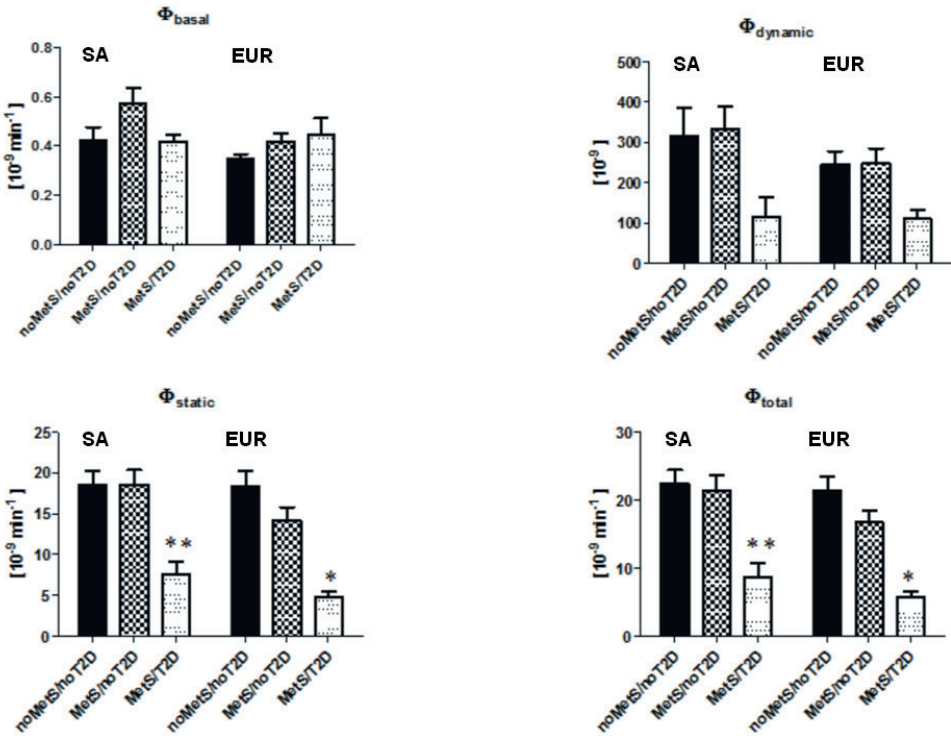 Φbasal
SA EUR
[10-9 min-1]
0.8
0.6
0.4
0.2
0.0
noMetS/noT2D
MetS/noT2D
MetS/T2D
noMetS/noT2D
MetS/noT2D
MetS/T2D
Φdynamic
SA EUR
[10-9]
500
400
300
200
100
0
noMetS/noT2D
MetS/noT2D
MetS/T2D
noMetS/noT2D
MetS/noT2D
MetS/T2D
Φstatic
SA EUR
[10-9 min-1]
25
20
15
10
5
0
**
*
noMetS/noT2D
MetS/noT2D
MetS/T2D
noMetS/noT2D
MetS/noT2D
MetS/T2D
Φtotal
SA EUR
[10-9 min-1]
30
20
10
0
**
*
noMetS/noT2D
MetS/noT2D
MetS/T2D
noMetS/noT2D
MetS/noT2D
MetS/T2D